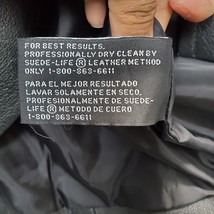 FOR BEST RESULTS,
PROFESSIONALLY DRY CLEAN BY
SUEDE-LIFE ® LEATHER METHOD
ONLY 1-800-863-6611
PARA EL MEJOR RESULTADO
LAVAR SOLAMENTE EN SECO,
PROFESIONALMENTE DE SUEDE-
LIFE ® METODO DE CUERO
1-800-863-6611